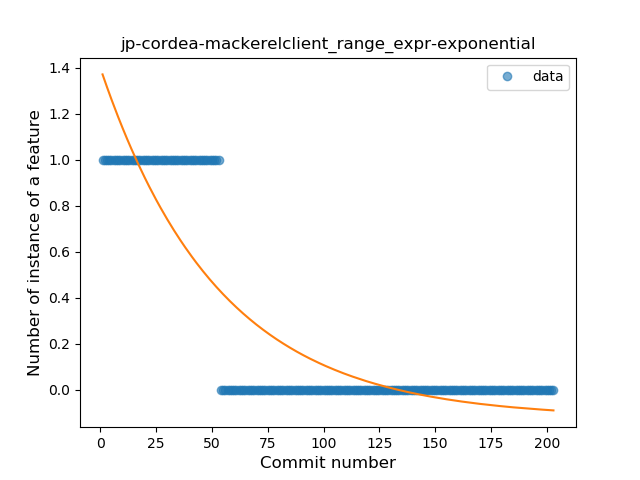 jp-cordea-mackerelclient_range_expr-exponential
data
Number of instance of a feature
1.4
1.2
1.0
0.8
0.6
0.4
0.2
0.0
0 25 50 75 100 125 150 175 200
Commit number